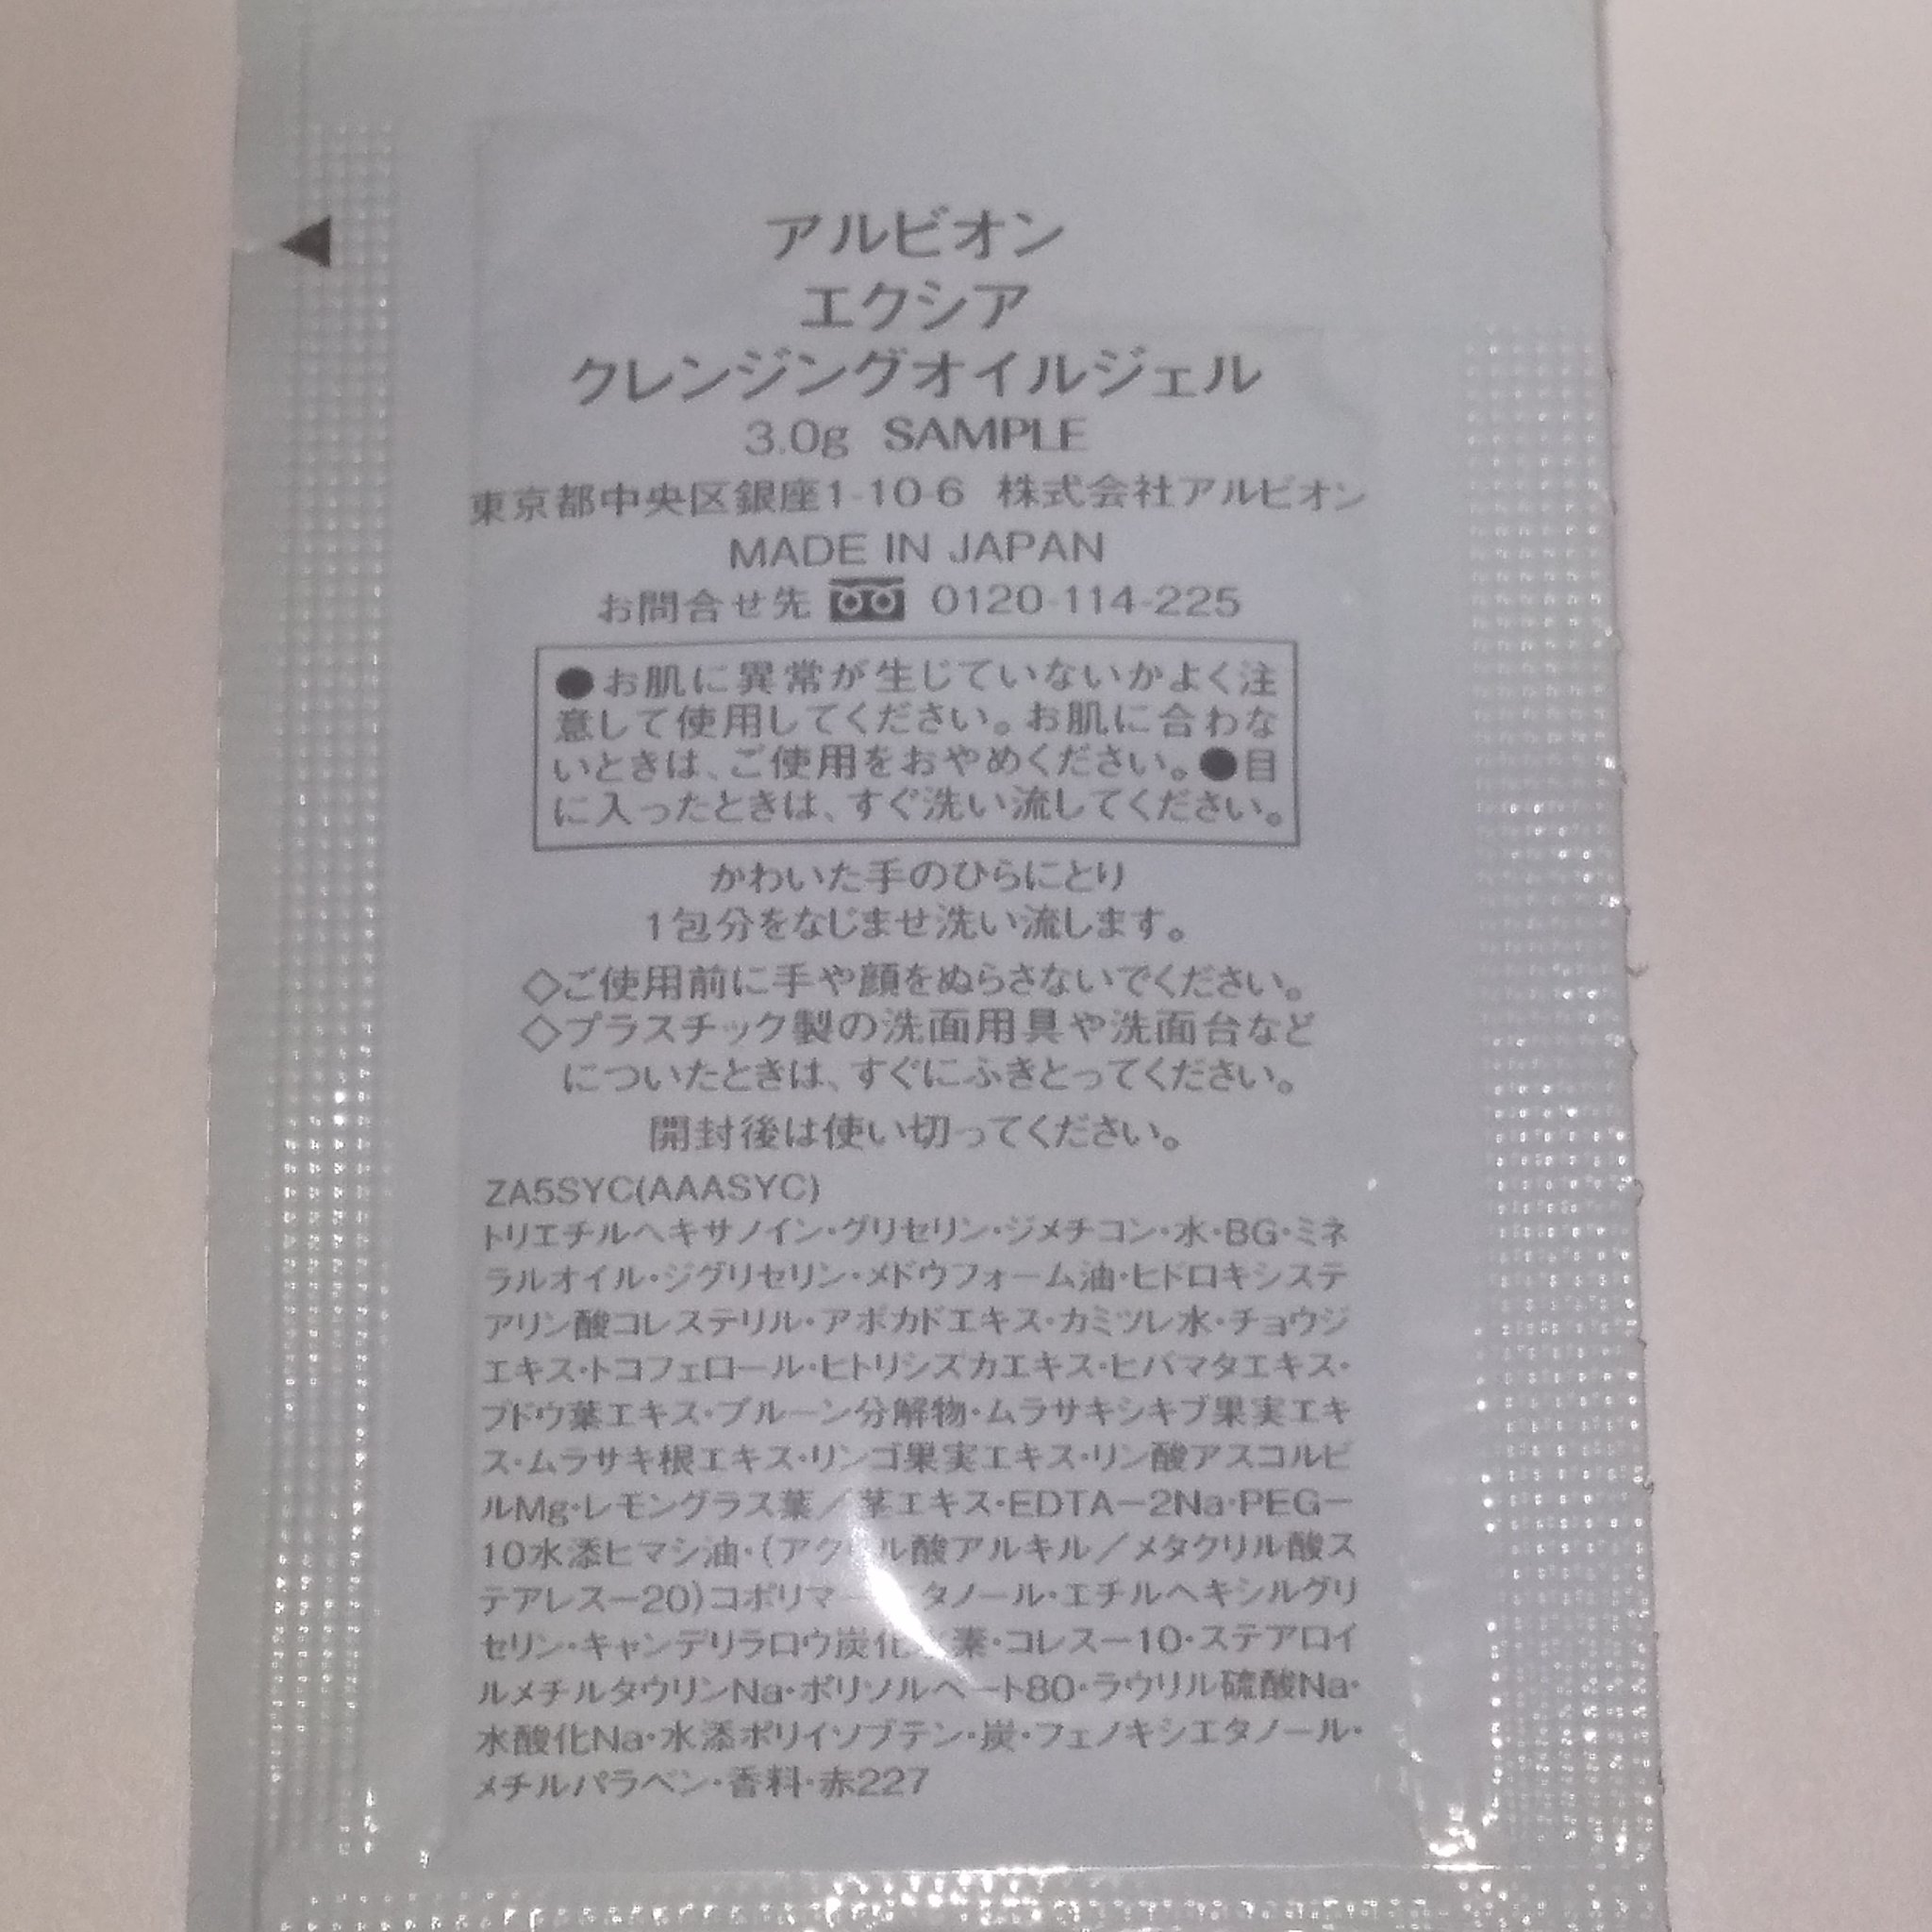 アルビオン
エクシア
クレンジングオイルジェル
3.0g SAMPLE
東京都中央区銀座1-10-6 株式会社アルビオン
MADE IN JAPAN
お問合せ先 0120-114-225
●お肌に異常が生じていないかよく注
意して使用してください。お肌に合わな
いときは、ご使用をおやめください。●目
に入ったときは、すぐ洗い流してください。
かわいた手のひらにとり
1包分をなじませ洗い流します。
◇ご使用前に手や顔をぬらさないでください。
◇プラスチック製の洗面用具や洗面台など
についたときは、すぐにふきとってください。
開封後は使い切ってください。
ZA5SYC(AAASYC)
トリエチルヘキサノイン・グリセリン・ジメチコン・水・BG・ミネ
ラルオイル・ジグリセリン・メドウフォーム油・ヒドロキシステ
アリン酸コレステリル・アボカドエキス・カミツレ水・チョウジ
エキス・トコフェロール・ヒトリシズカエキス・ヒバマタエキス・
ブドウ葉エキス・プルーン分解物・ムラサキシキブ果実エキ
ス・ムラサキ根エキス・リンゴ果実エキス・リン酸アスコルビ
ルMg・レモングラス葉／茎エキス・EDTA－2Na・PEG－
10水添ヒマシ油・(アクリル酸アルキル／メタクリル酸ス
テアレス－20)コポリマー タノール・エチルヘキシルグリ
セリン・キャンデリラロウ炭化水素・コレス－10・ステアロイ
ルメチルタウリンNa・ポリソルベート80・ラウリル硫酸Na・
水酸化Na・水添ポリイソブテン・炭・フェノキシエタノール・
メチルパラベン・香料・赤227